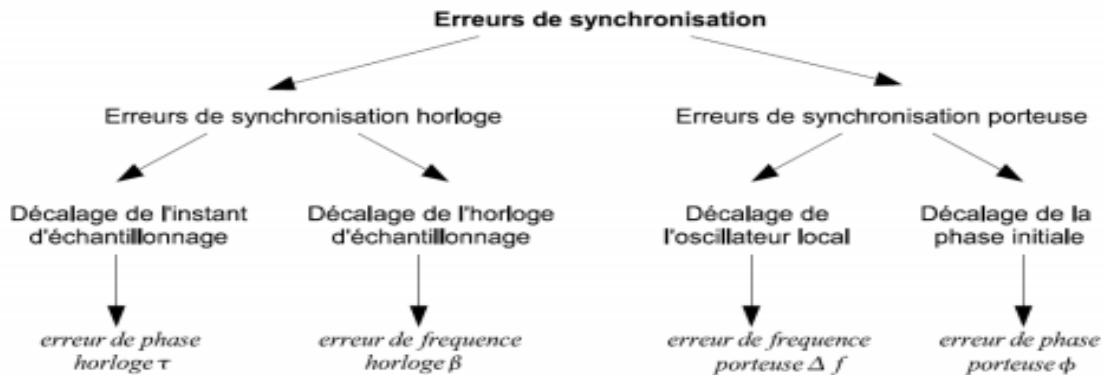 Erreurs de synchronisation
Erreurs de synchronisation horloge
Erreurs de synchronisation porteuse
Décalage de l'instant
d'échantillonnage
Décalage de l'horloge
d'échantillonnage
Décalage de
l'oscillateur local
Décalage de la
phase initiale
erreur de phase
horloge τ
erreur de frequence
horloge β
erreur de frequence
porteuse Δ f
erreur de phase
porteuse ϕ